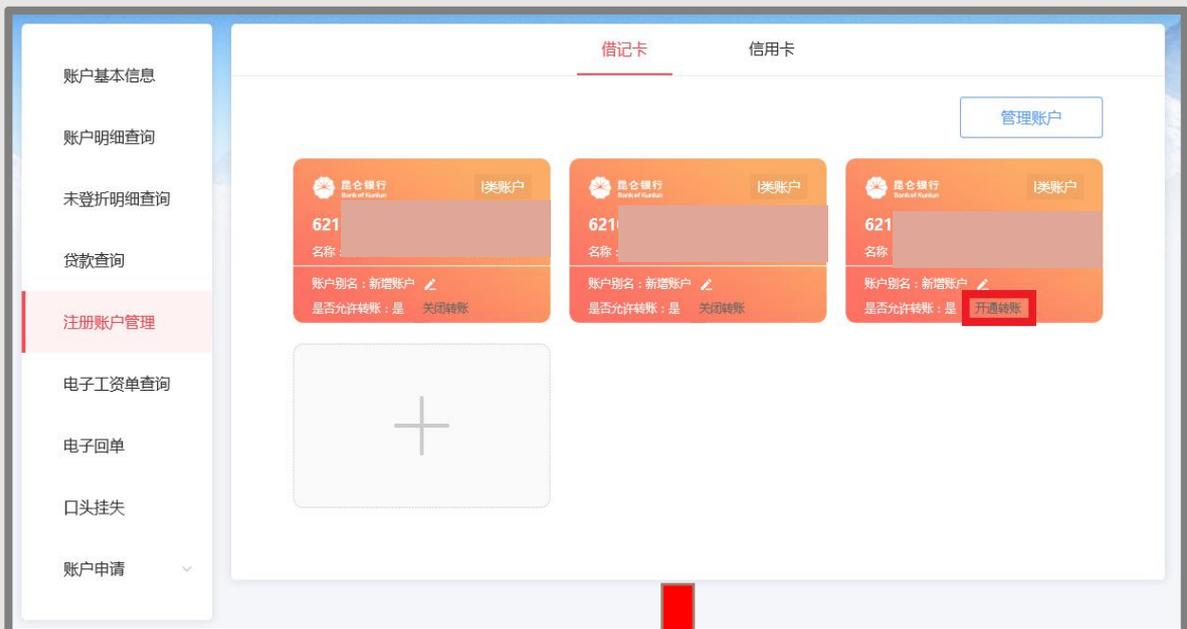 借记卡 信用卡
账户基本信息
账户明细查询
未登折明细查询
贷款查询
注册账户管理
电子工资单查询
电子回单
口头挂失
账户申请
管理账户
昆仑银行 I类账户
Bank of Kunlun
621
名称:
账户别名:新增账户
是否允许转账:是 关闭转账
昆仑银行 I类账户
Bank of Kunlun
621
名称:
账户别名:新增账户
是否允许转账:是 关闭转账
昆仑银行 I类账户
Bank of Kunlun
621
名称
账户别名:新增账户
是否允许转账:是 开通转账